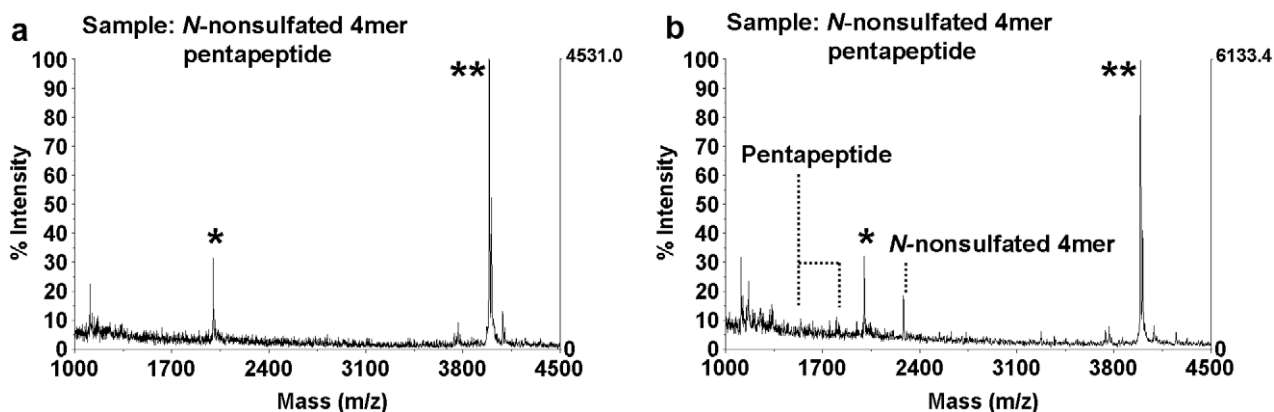 a Sample: N-nonsulfated 4mer
pentapeptide
100
90
80
70
60
50
40
30
20
10
0
% Intensity
**
*
4531.0
0
1000 1700 2400 3100 3800 4500
Mass (m/z)
b Sample: N-nonsulfated 4mer
pentapeptide
100
90
80
70
60
50
40
30
20
10
0
% Intensity
**
6133.4
Pentapeptide
*
N-nonsulfated 4mer
0
1000 1700 2400 3100 3800 4500
Mass (m/z)